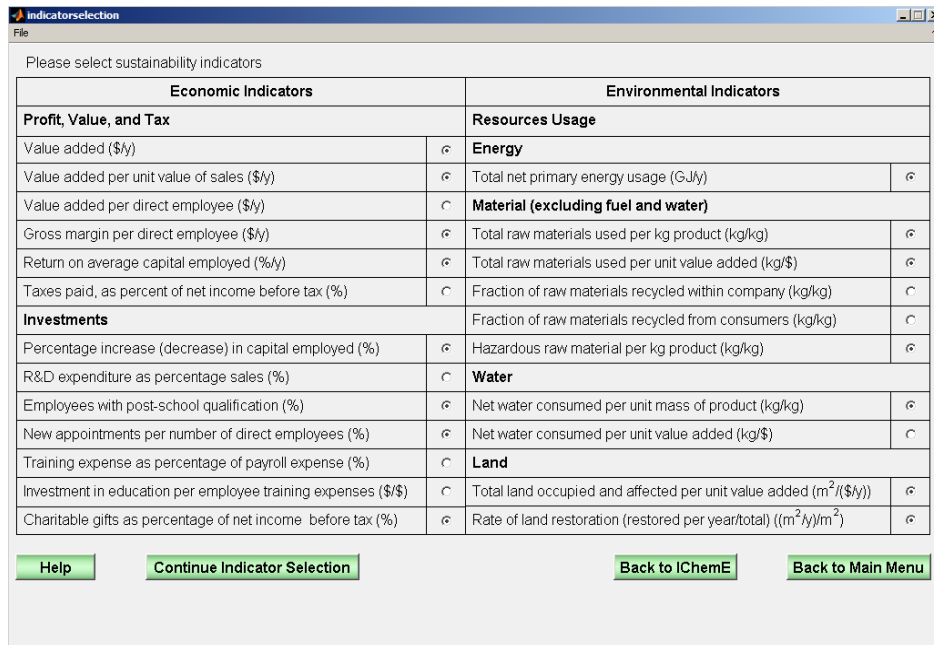 indicatorselection
File
Please select sustainability indicators
Economic Indicators
Environmental Indicators
Profit, Value, and Tax
Resources Usage
Value added ($/y)
Energy
Value added per unit value of sales ($/y)
Total net primary energy usage (GJ/y)
Value added per direct employee ($/y)
Material (excluding fuel and water)
Gross margin per direct employee ($/y)
Total raw materials used per kg product (kg/kg)
Return on average capital employed (%/y)
Total raw materials used per unit value added (kg/$)
Taxes paid, as percent of net income before tax (%)
Fraction of raw materials recycled within company (kg/kg)
Investments
Fraction of raw materials recycled from consumers (kg/kg)
Percentage increase (decrease) in capital employed (%)
Hazardous raw material per kg product (kg/kg)
R&D expenditure as percentage sales (%)
Water
Employees with post-school qualification (%)
Net water consumed per unit mass of product (kg/kg)
New appointments per number of direct employees (%)
Net water consumed per unit value added (kg/$)
Training expense as percentage of payroll expense (%)
Land
Investment in education per employee training expenses ($/$)
Total land occupied and affected per unit value added (m²/($/y))
Charitable gifts as percentage of net income before tax (%)
Rate of land restoration (restored per year/total) ((m²/y)/m²)
Help
Continue Indicator Selection
Back to IChemE
Back to Main Menu